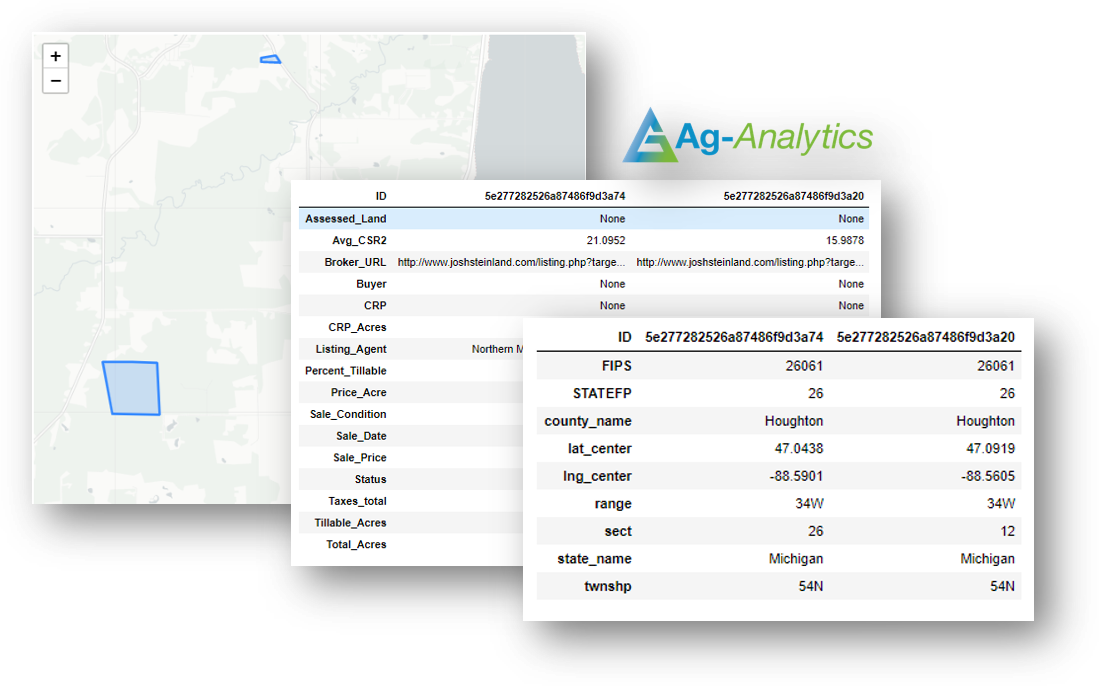 +
−
Ag-Analytics
ID 5e277282526a87486f9d3a74 5e277282526a87486f9d3a20
Assessed_Land None None
Avg_CSR2 21.0952 15.9878
Broker_URL http://www.joshsteinland.com/listing.php?targe... http://www.joshsteinland.com/listing.php?targe...
Buyer None None
CRP None None
CRP_Acres
Listing_Agent Northern M
Percent_Tillable
Price_Acre
Sale_Condition
Sale_Date
Sale_Price
Status
Taxes_total
Tillable_Acres
Total_Acres
ID 5e277282526a87486f9d3a74 5e277282526a87486f9d3a20
FIPS 26061 26061
STATEFP 26 26
county_name Houghton Houghton
lat_center 47.0438 47.0919
lng_center -88.5901 -88.5605
range 34W 34W
sect 26 12
state_name Michigan Michigan
twnshp 54N 54N